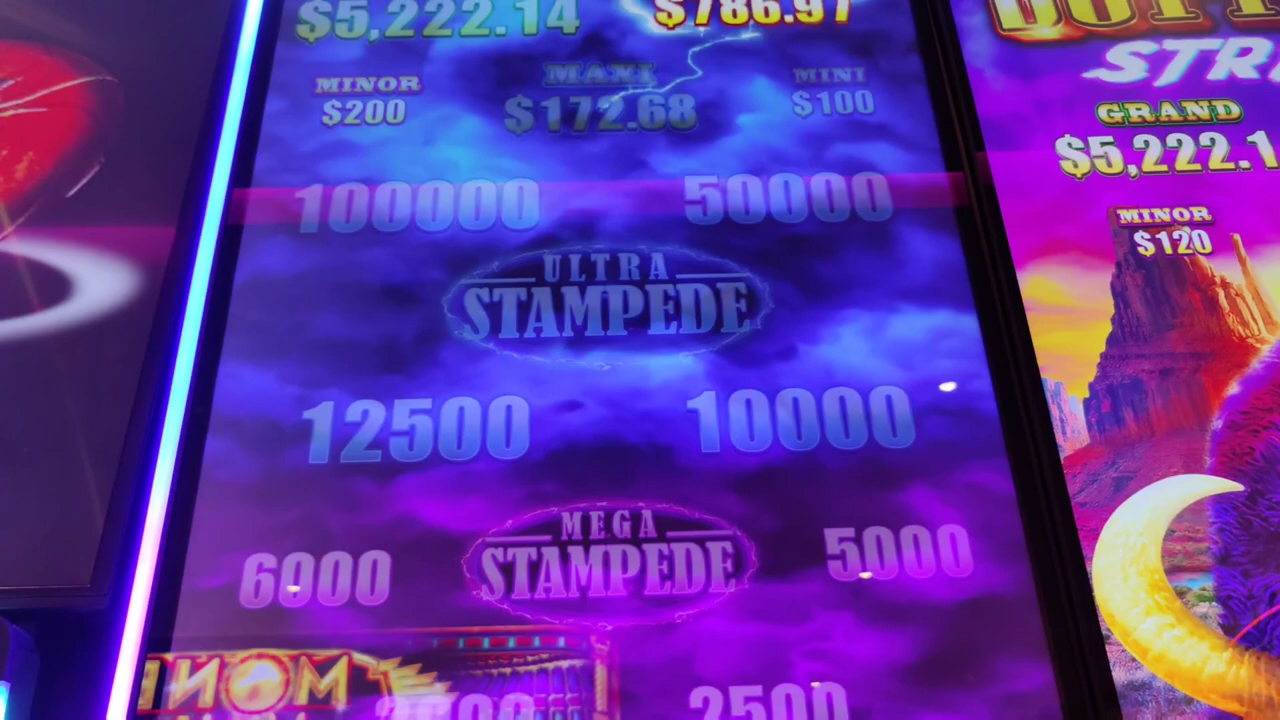 $5,222.14 $786.97
MINOR MAXI MINI
$200 $172.68 $100
100000 50000
ULTRA
STAMPEDE
12500 10000
MEGA
STAMPEDE
6000 5000
2500
STR
GRAND
$5,222.1
MINOR
$120